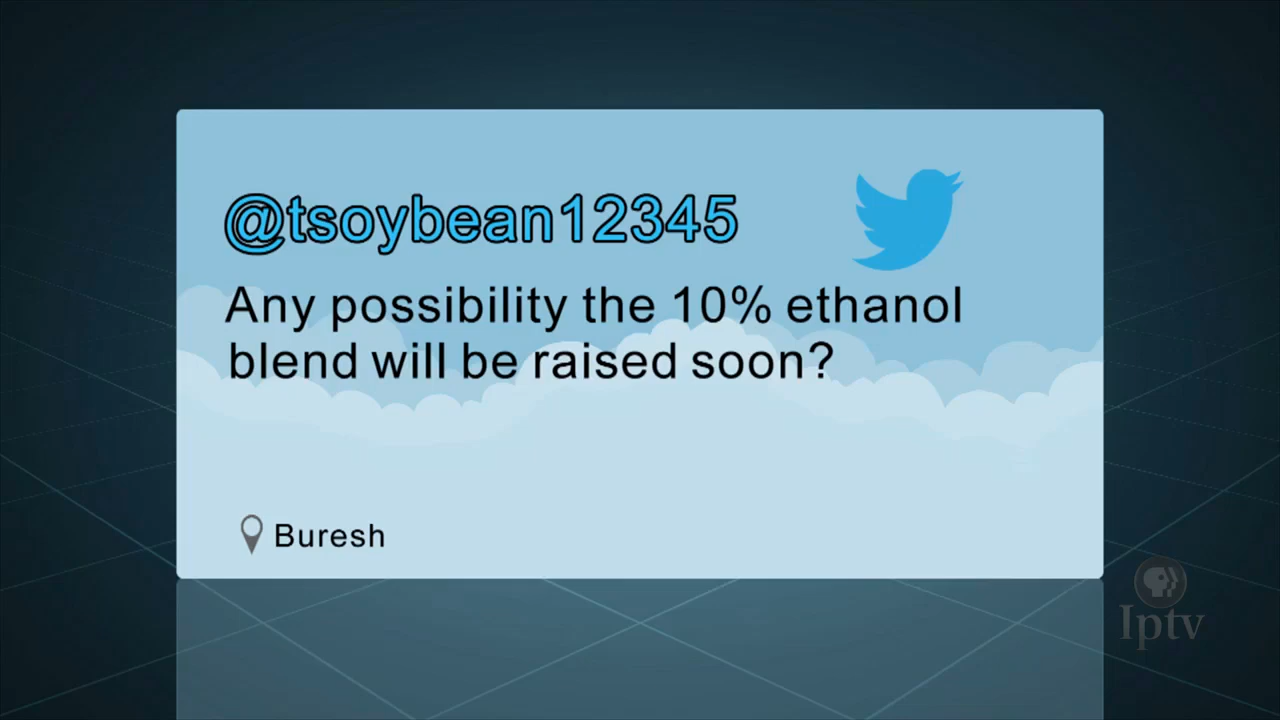 @tsoybean12345
Any possibility the 10% ethanol
blend will be raised soon?
Buresh
Iptv